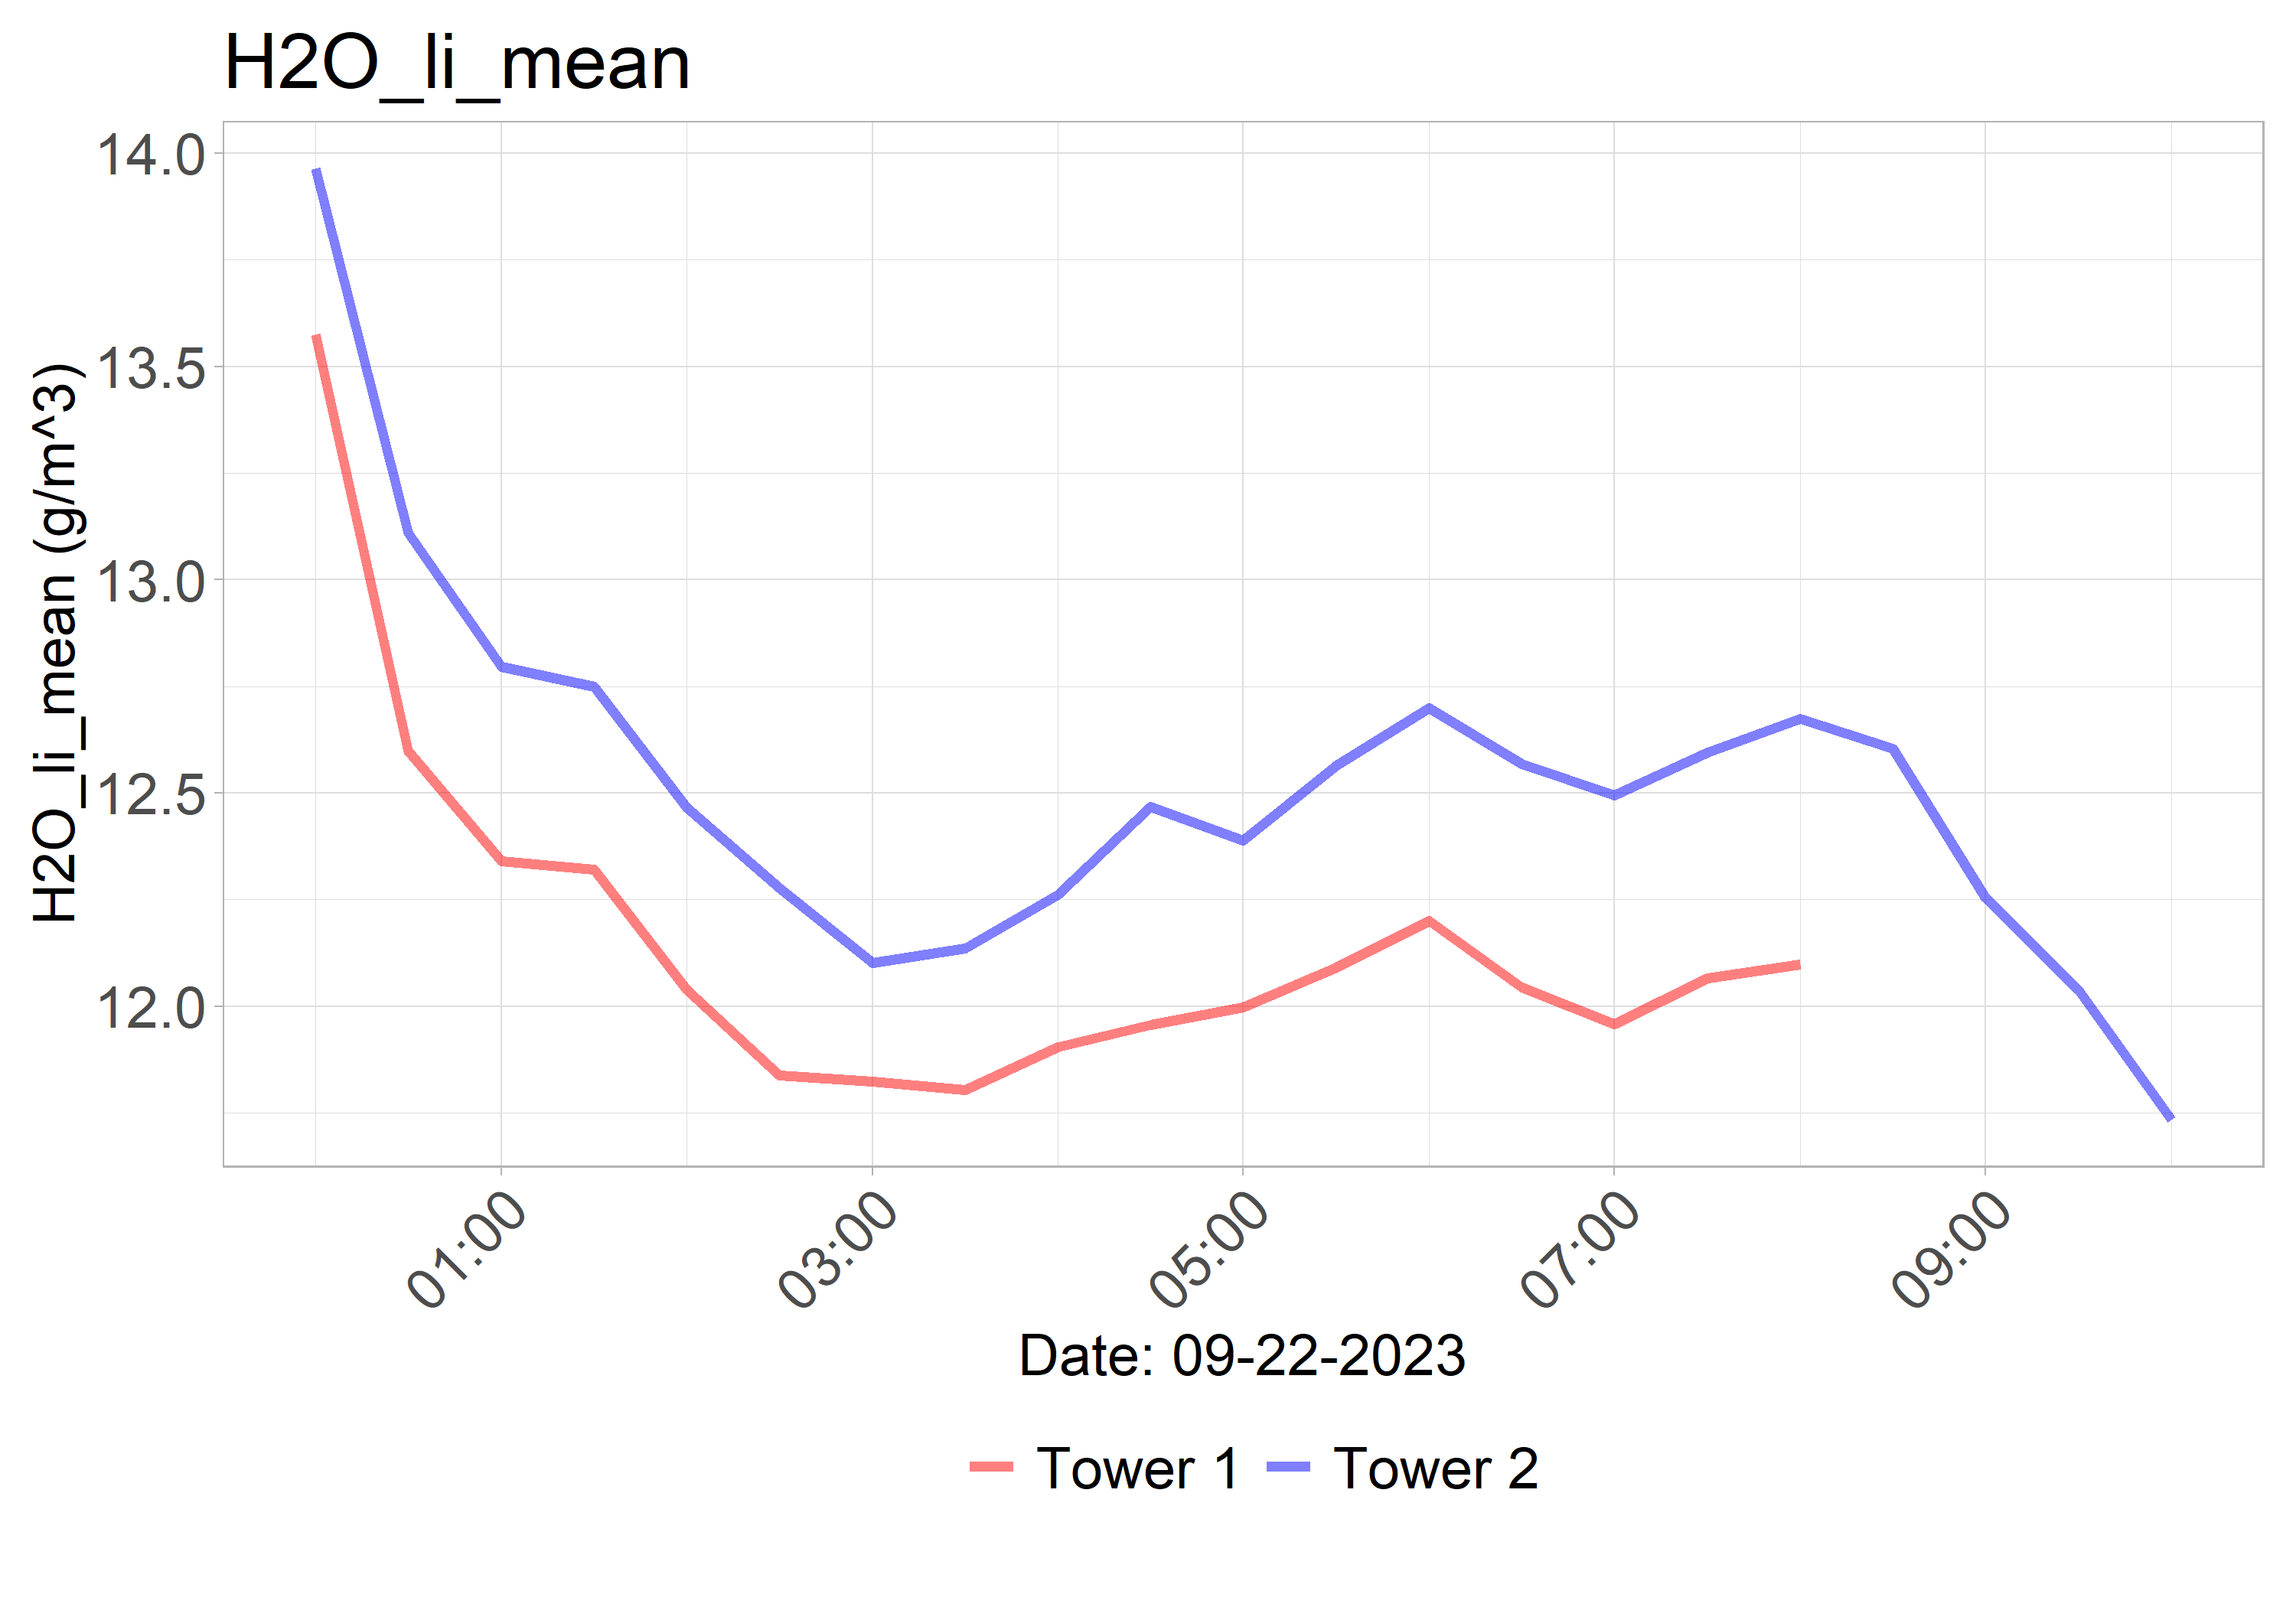 H2O_li_mean
H2O_li_mean (g/m^3)
14.0
13.5
13.0
12.5
12.0
01:00
03:00
05:00
07:00
09:00
Date: 09-22-2023
Tower 1
Tower 2